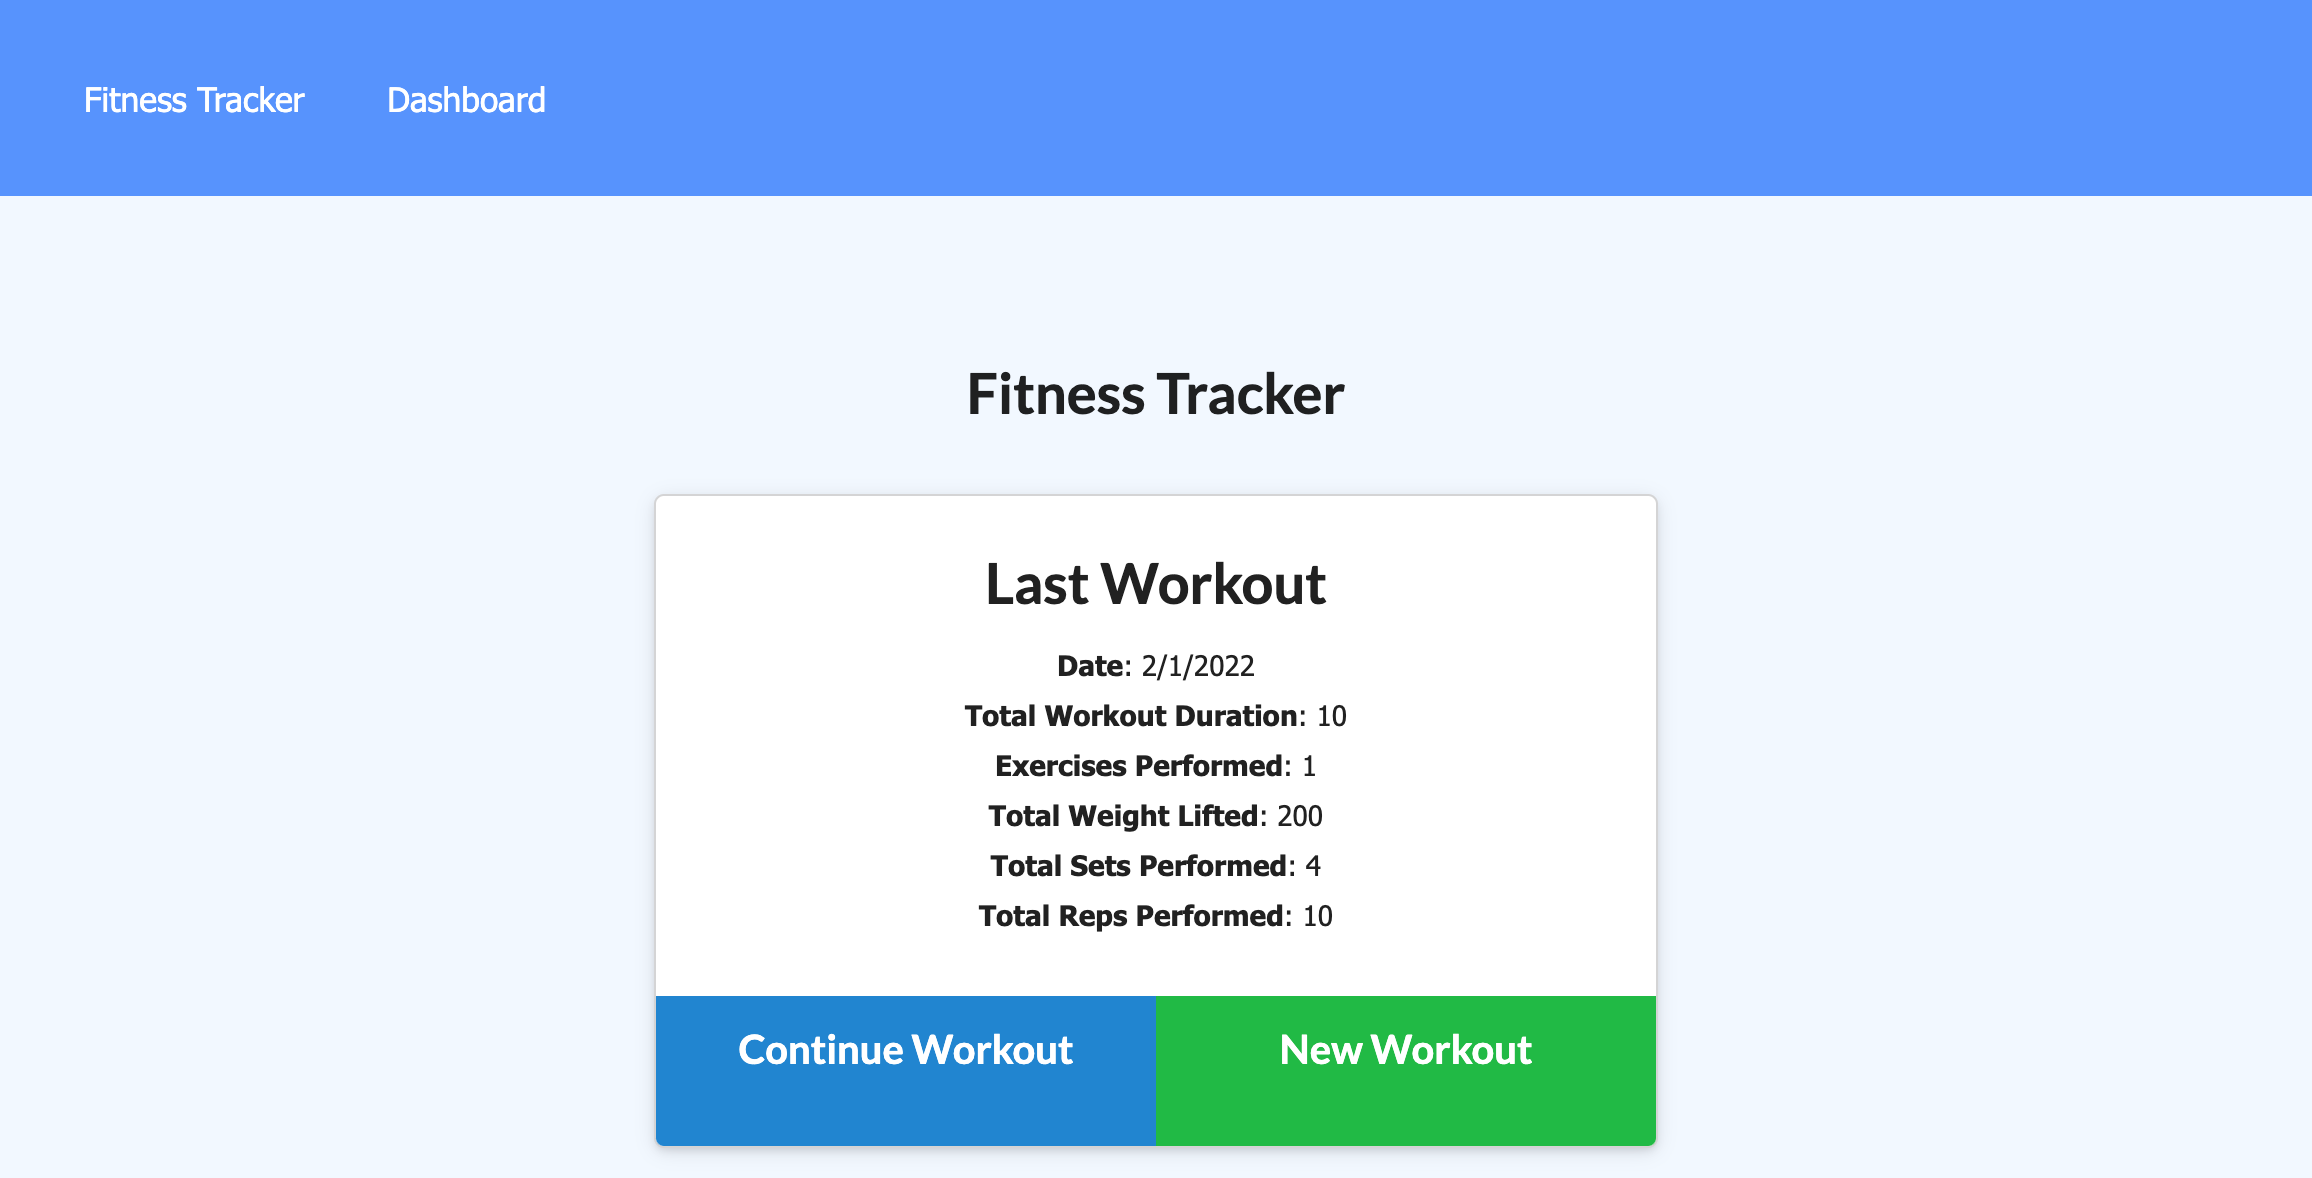 Fitness Tracker Dashboard
Fitness Tracker
Last Workout
Date: 2/1/2022
Total Workout Duration: 10
Exercises Performed: 1
Total Weight Lifted: 200
Total Sets Performed: 4
Total Reps Performed: 10
Continue Workout New Workout